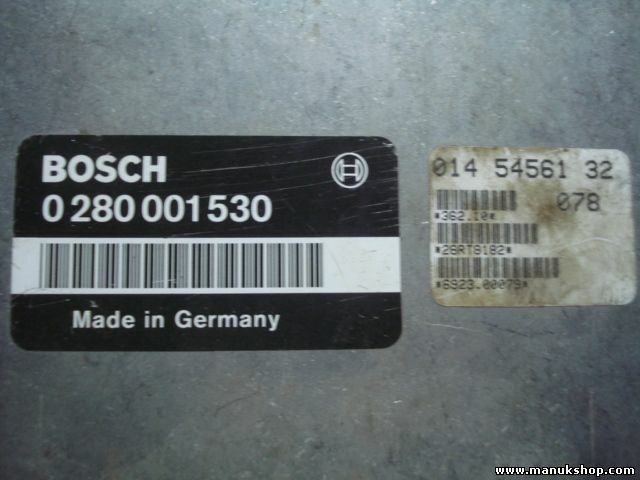 BOSCH
0 280 001 530
Made in Germany
014 54561 32
078
*362.10*
*26RT8182*
*6923.00079*
www.manukshop.com